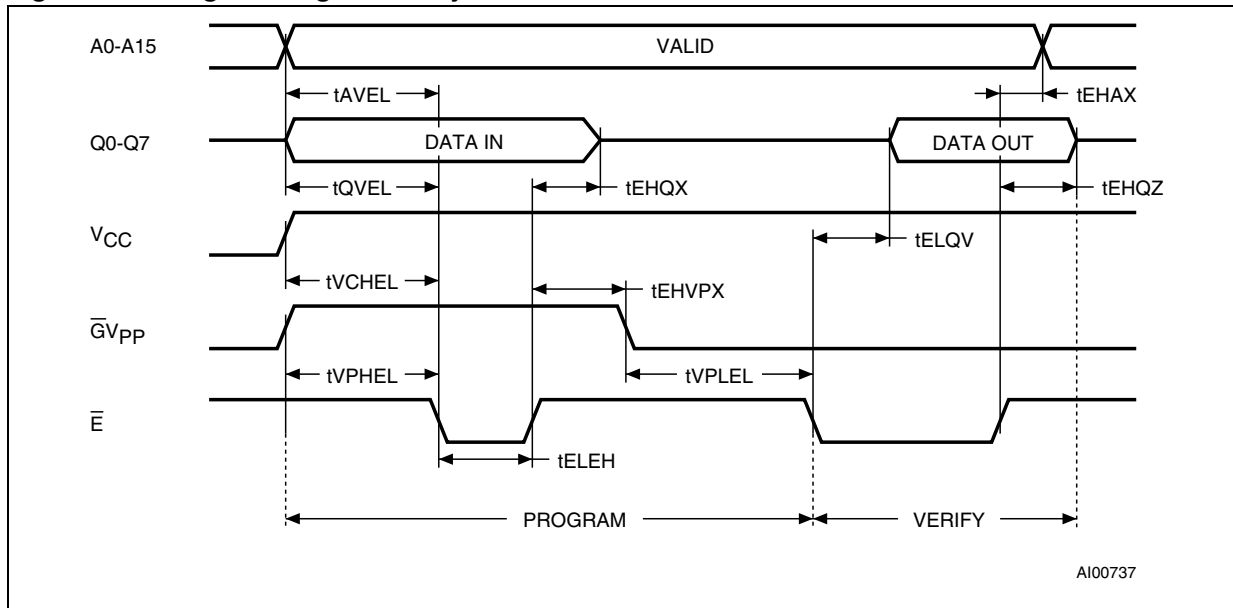 A0-A15
VALID
tAVEL
tEHAX
Q0-Q7
DATA IN
DATA OUT
tQVEL
tEHQX
tEHQZ
VCC
tELQV
tVCHEL
tEHVPX
G̅VPP
tVPHEL
tVPLEL
E̅
tELEH
PROGRAM
VERIFY
AI00737